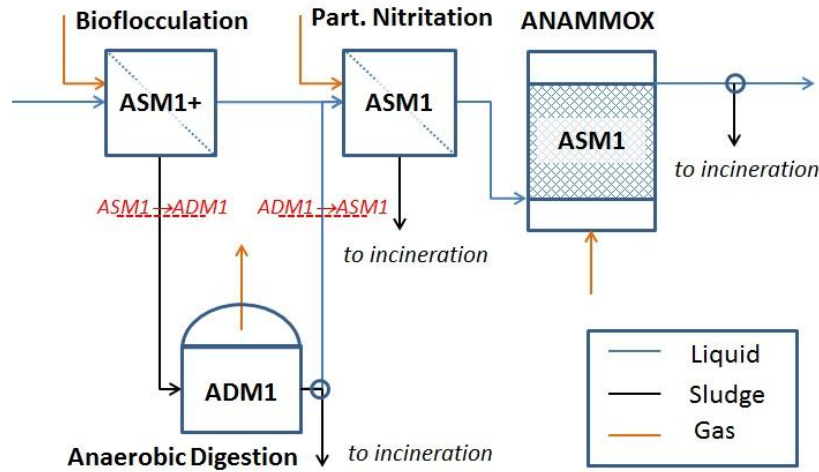 Bioflocculation
Part. Nitritation
ANAMMOX
ASM1+
ASM1
ASM1
to incineration
ASM1→ADM1
ADM1→ASM1
to incineration
ADM1
Anaerobic Digestion
to incineration
Liquid
Sludge
Gas